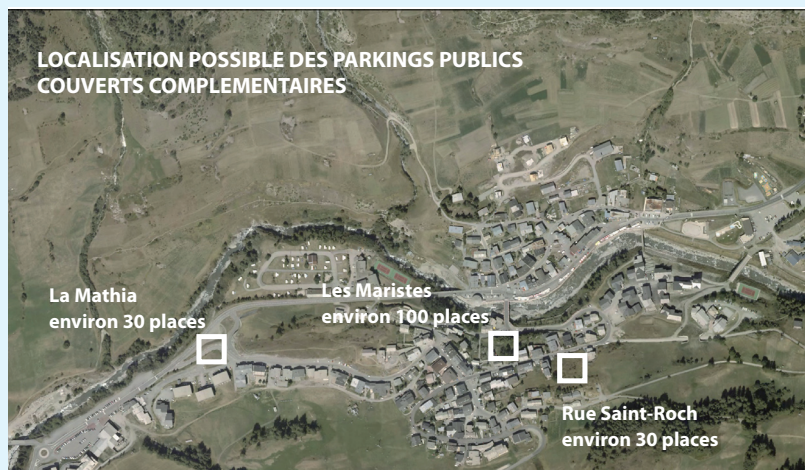 LOCALISATION POSSIBLE DES PARKINGS PUBLICS
COUVERTS COMPLEMENTAIRES
La Mathia
environ 30 places
Les Maristes
environ 100 places
Rue Saint-Roch
environ 30 places